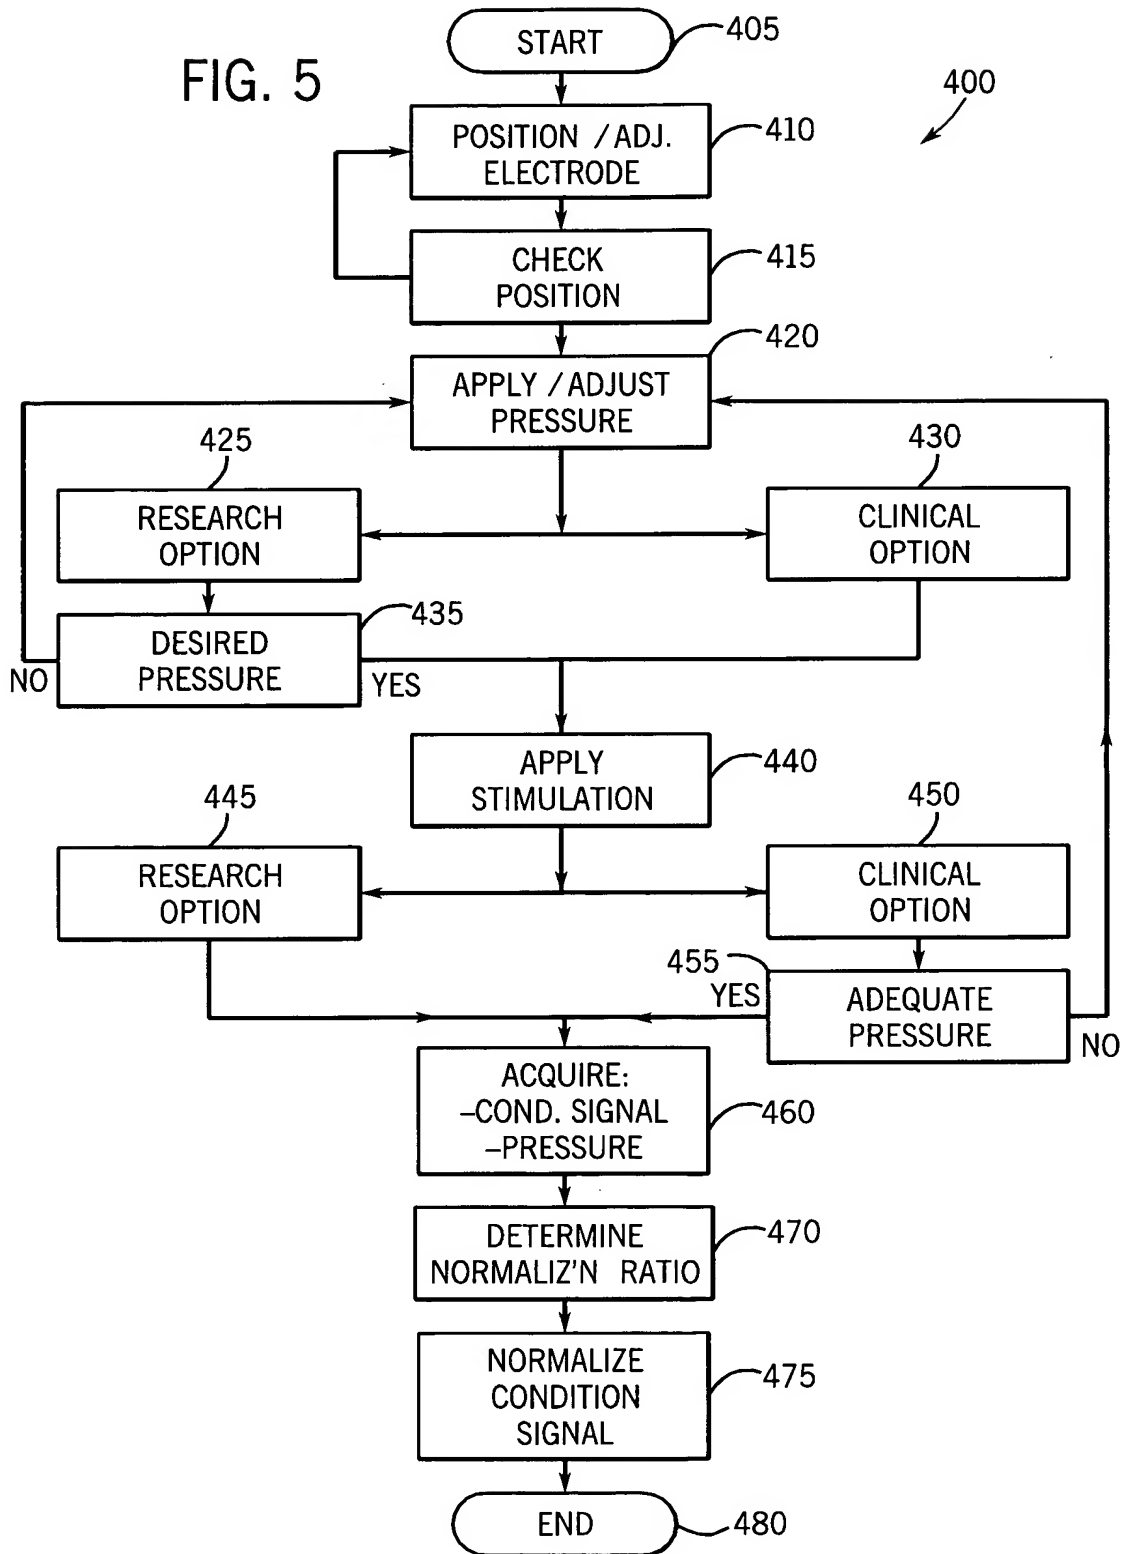 FIG. 5
START
405
400
POSITION / ADJ.
ELECTRODE
410
CHECK
POSITION
415
420
APPLY / ADJUST
PRESSURE
425
430
RESEARCH
OPTION
CLINICAL
OPTION
435
DESIRED
PRESSURE
NO
YES
APPLY
STIMULATION
440
445
450
RESEARCH
OPTION
CLINICAL
OPTION
455
YES
ADEQUATE
PRESSURE
NO
ACQUIRE:
–COND. SIGNAL
–PRESSURE
460
DETERMINE
NORMALIZ'N RATIO
470
NORMALIZE
CONDITION
SIGNAL
475
END
480